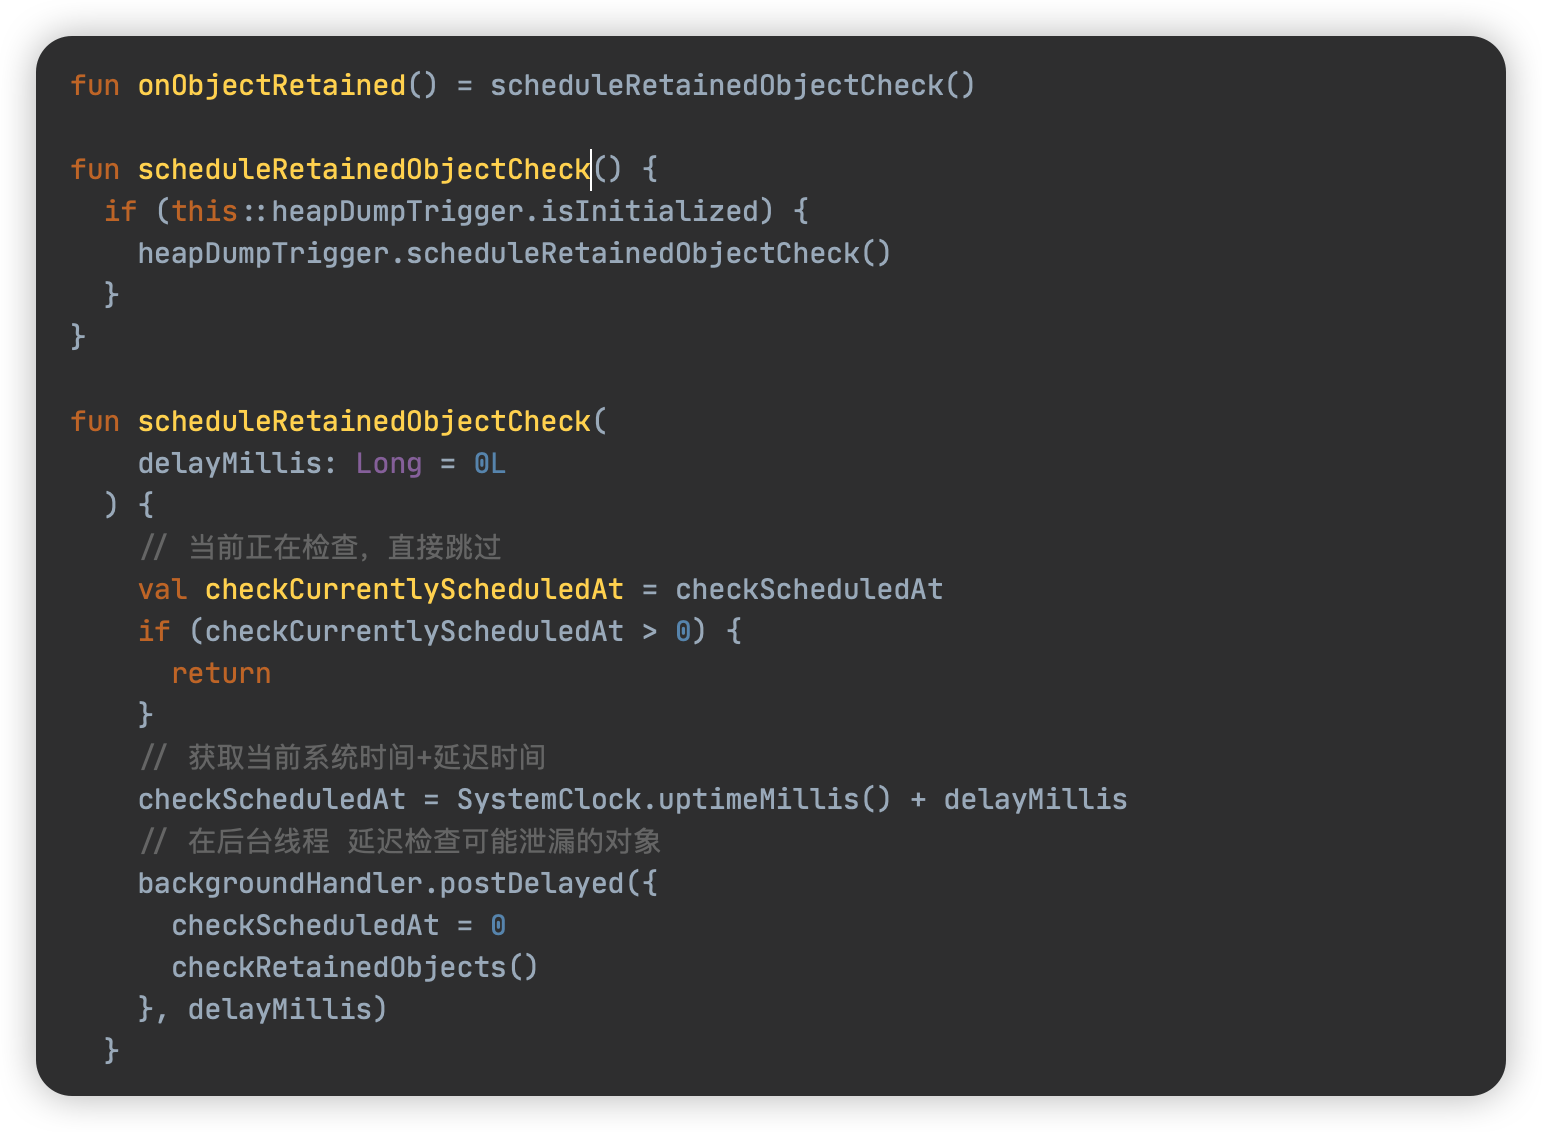 fun onObjectRetained() = scheduleRetainedObjectCheck()
fun scheduleRetainedObjectCheck() {
  if (this::heapDumpTrigger.isInitialized) {
    heapDumpTrigger.scheduleRetainedObjectCheck()
  }
}
fun scheduleRetainedObjectCheck(
    delayMillis: Long = 0L
  ) {
    // 当前正在检查，直接跳过
    val checkCurrentlyScheduledAt = checkScheduledAt
    if (checkCurrentlyScheduledAt > 0) {
      return
    }
    // 获取当前系统时间+延迟时间
    checkScheduledAt = SystemClock.uptimeMillis() + delayMillis
    // 在后台线程 延迟检查可能泄漏的对象
    backgroundHandler.postDelayed({
      checkScheduledAt = 0
      checkRetainedObjects()
    }, delayMillis)
  }